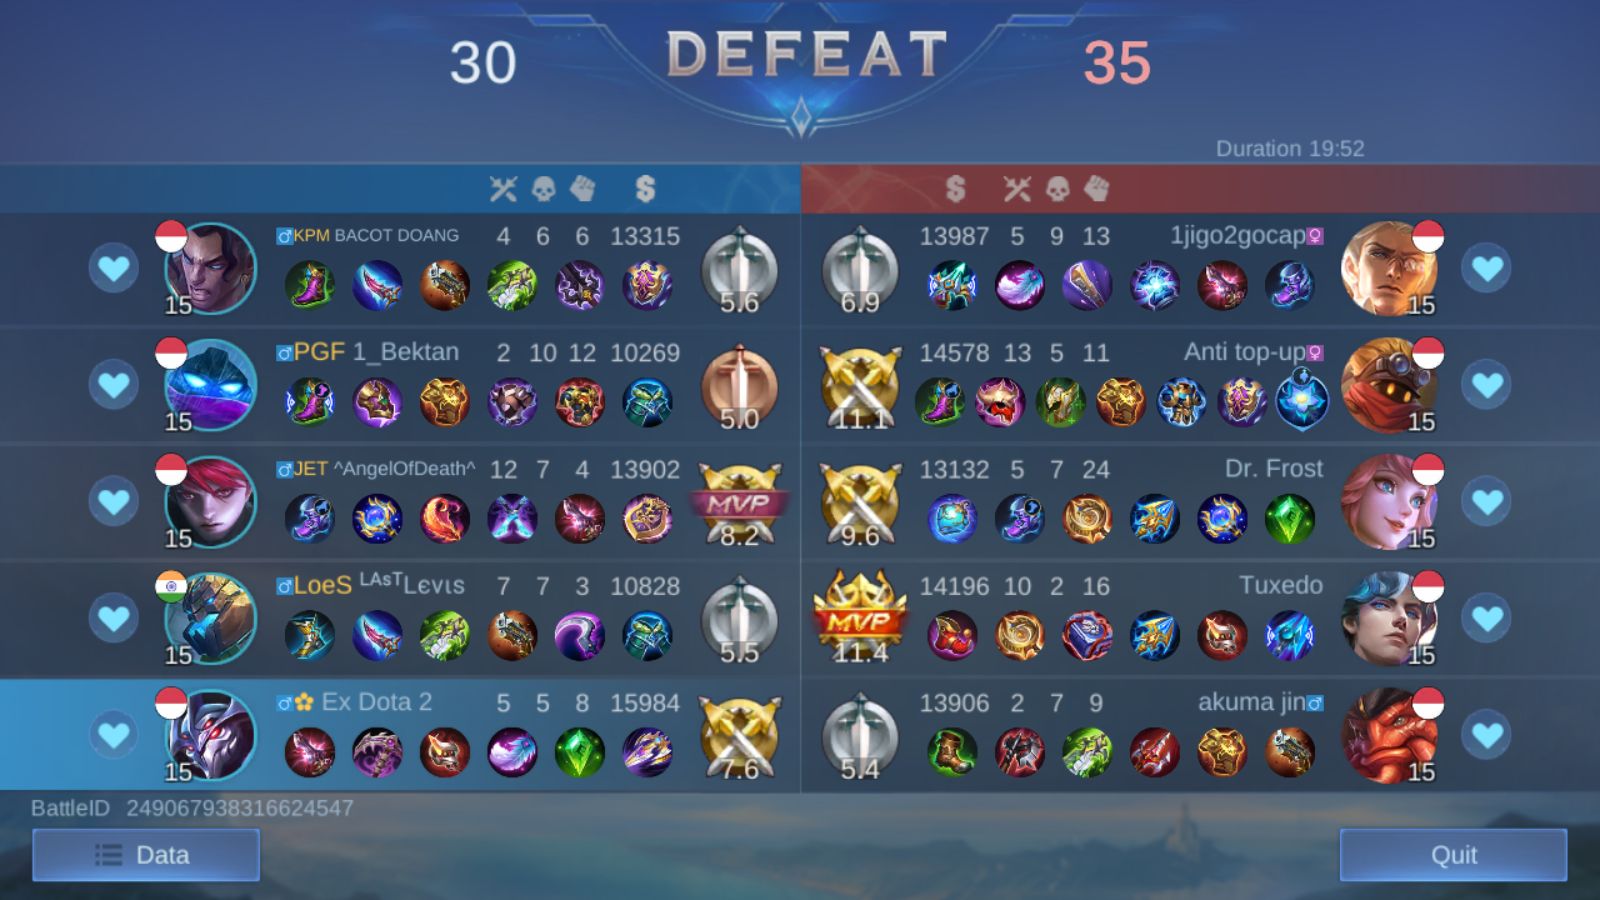 30 DEFEAT 35
Duration 19:52
KPM BACOT DOANG 4 6 6 13315
15 5.6
13987 5 9 13 1jigo2gocap
6.9 15
PGF 1_Bektan 2 10 12 10269
15 5.0
14578 13 5 11 Anti top-up
11.1 15
JET ^AngelOfDeath^ 12 7 4 13902
MVP
15 8.2
13132 5 7 24 Dr. Frost
9.6 15
LoeS ᴸᴬˢᵀLєvιs 7 7 3 10828
15 5.5
14196 10 2 16 Tuxedo
MVP
11.4 15
Ex Dota 2 5 5 8 15984
15 7.6
13906 2 7 9 akuma jin
5.4 15
BattleID 249067938316624547
Data
Quit